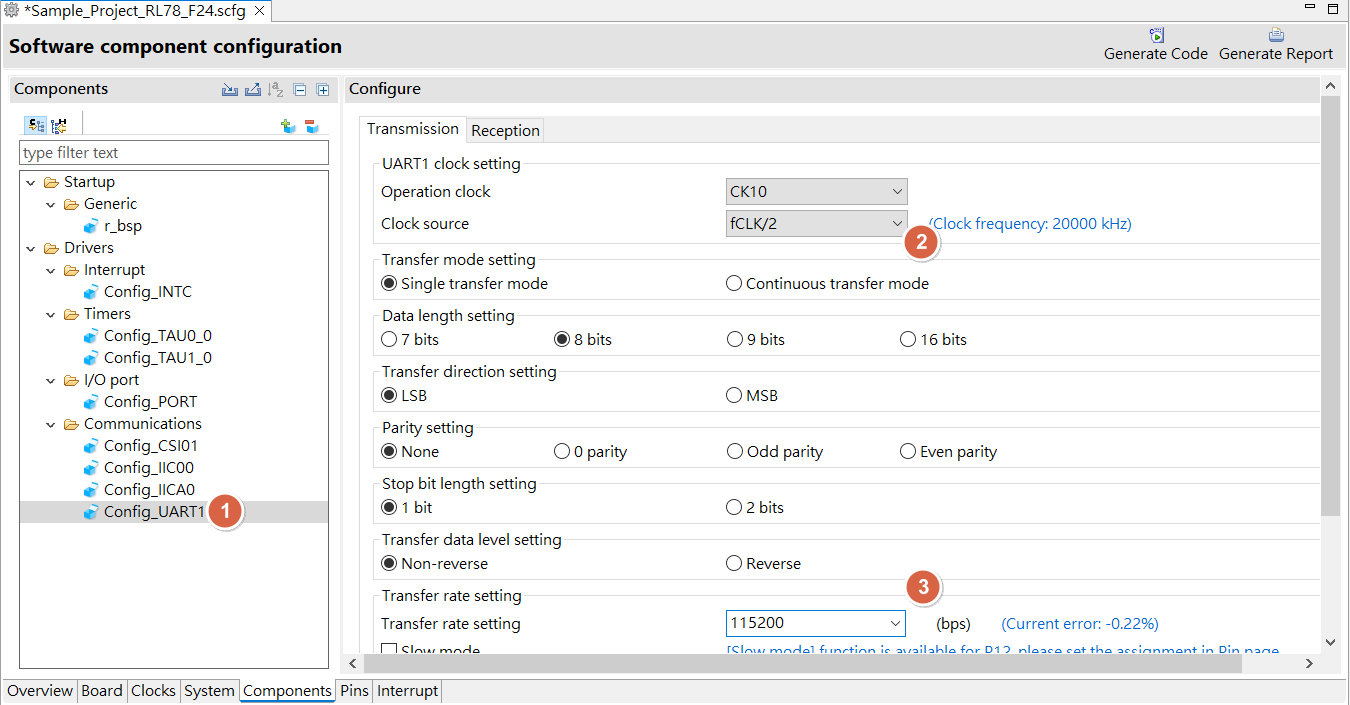 *Sample_Project_RL78_F24.scfg
Software component configuration
Generate Code
Generate Report
Components
type filter text
Startup
Generic
r_bsp
Drivers
Interrupt
Config_INTC
Timers
Config_TAU0_0
Config_TAU1_0
I/O port
Config_PORT
Communications
Config_CSI01
Config_IIC00
Config_IICA0
Config_UART1
1
Configure
Transmission
Reception
UART1 clock setting
Operation clock CK10
Clock source fCLK/2 (Clock frequency: 20000 kHz)
2
Transfer mode setting
Single transfer mode Continuous transfer mode
Data length setting
7 bits 8 bits 9 bits 16 bits
Transfer direction setting
LSB MSB
Parity setting
None 0 parity Odd parity Even parity
Stop bit length setting
1 bit 2 bits
Transfer data level setting
Non-reverse Reverse
3
Transfer rate setting
Transfer rate setting 115200 (bps) (Current error: -0.22%)
Slow mode [Slow mode] function is available for P12, please set the assignment in Pin page
Overview Board Clocks System Components Pins Interrupt